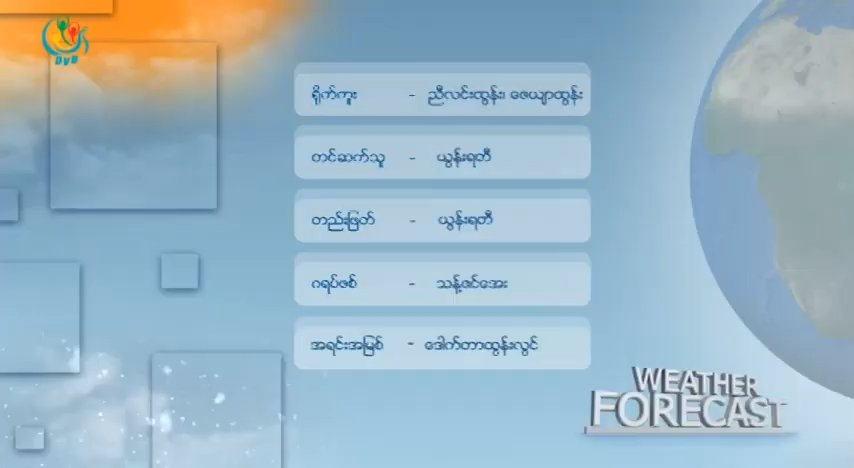 DVB
ရိုက်ကူး - ညီလင်းထွန်း၊ ဇေယျာထွန်း
တင်ဆက်သူ - ယွန်းရတီ
တည်းဖြတ် - ယွန်းရတီ
ဂရပ်ဖစ် - သန့်ဇင်အေး
အရင်းအမြစ် - ဒေါက်တာထွန်းလွင်
WEATHER
FORECAST